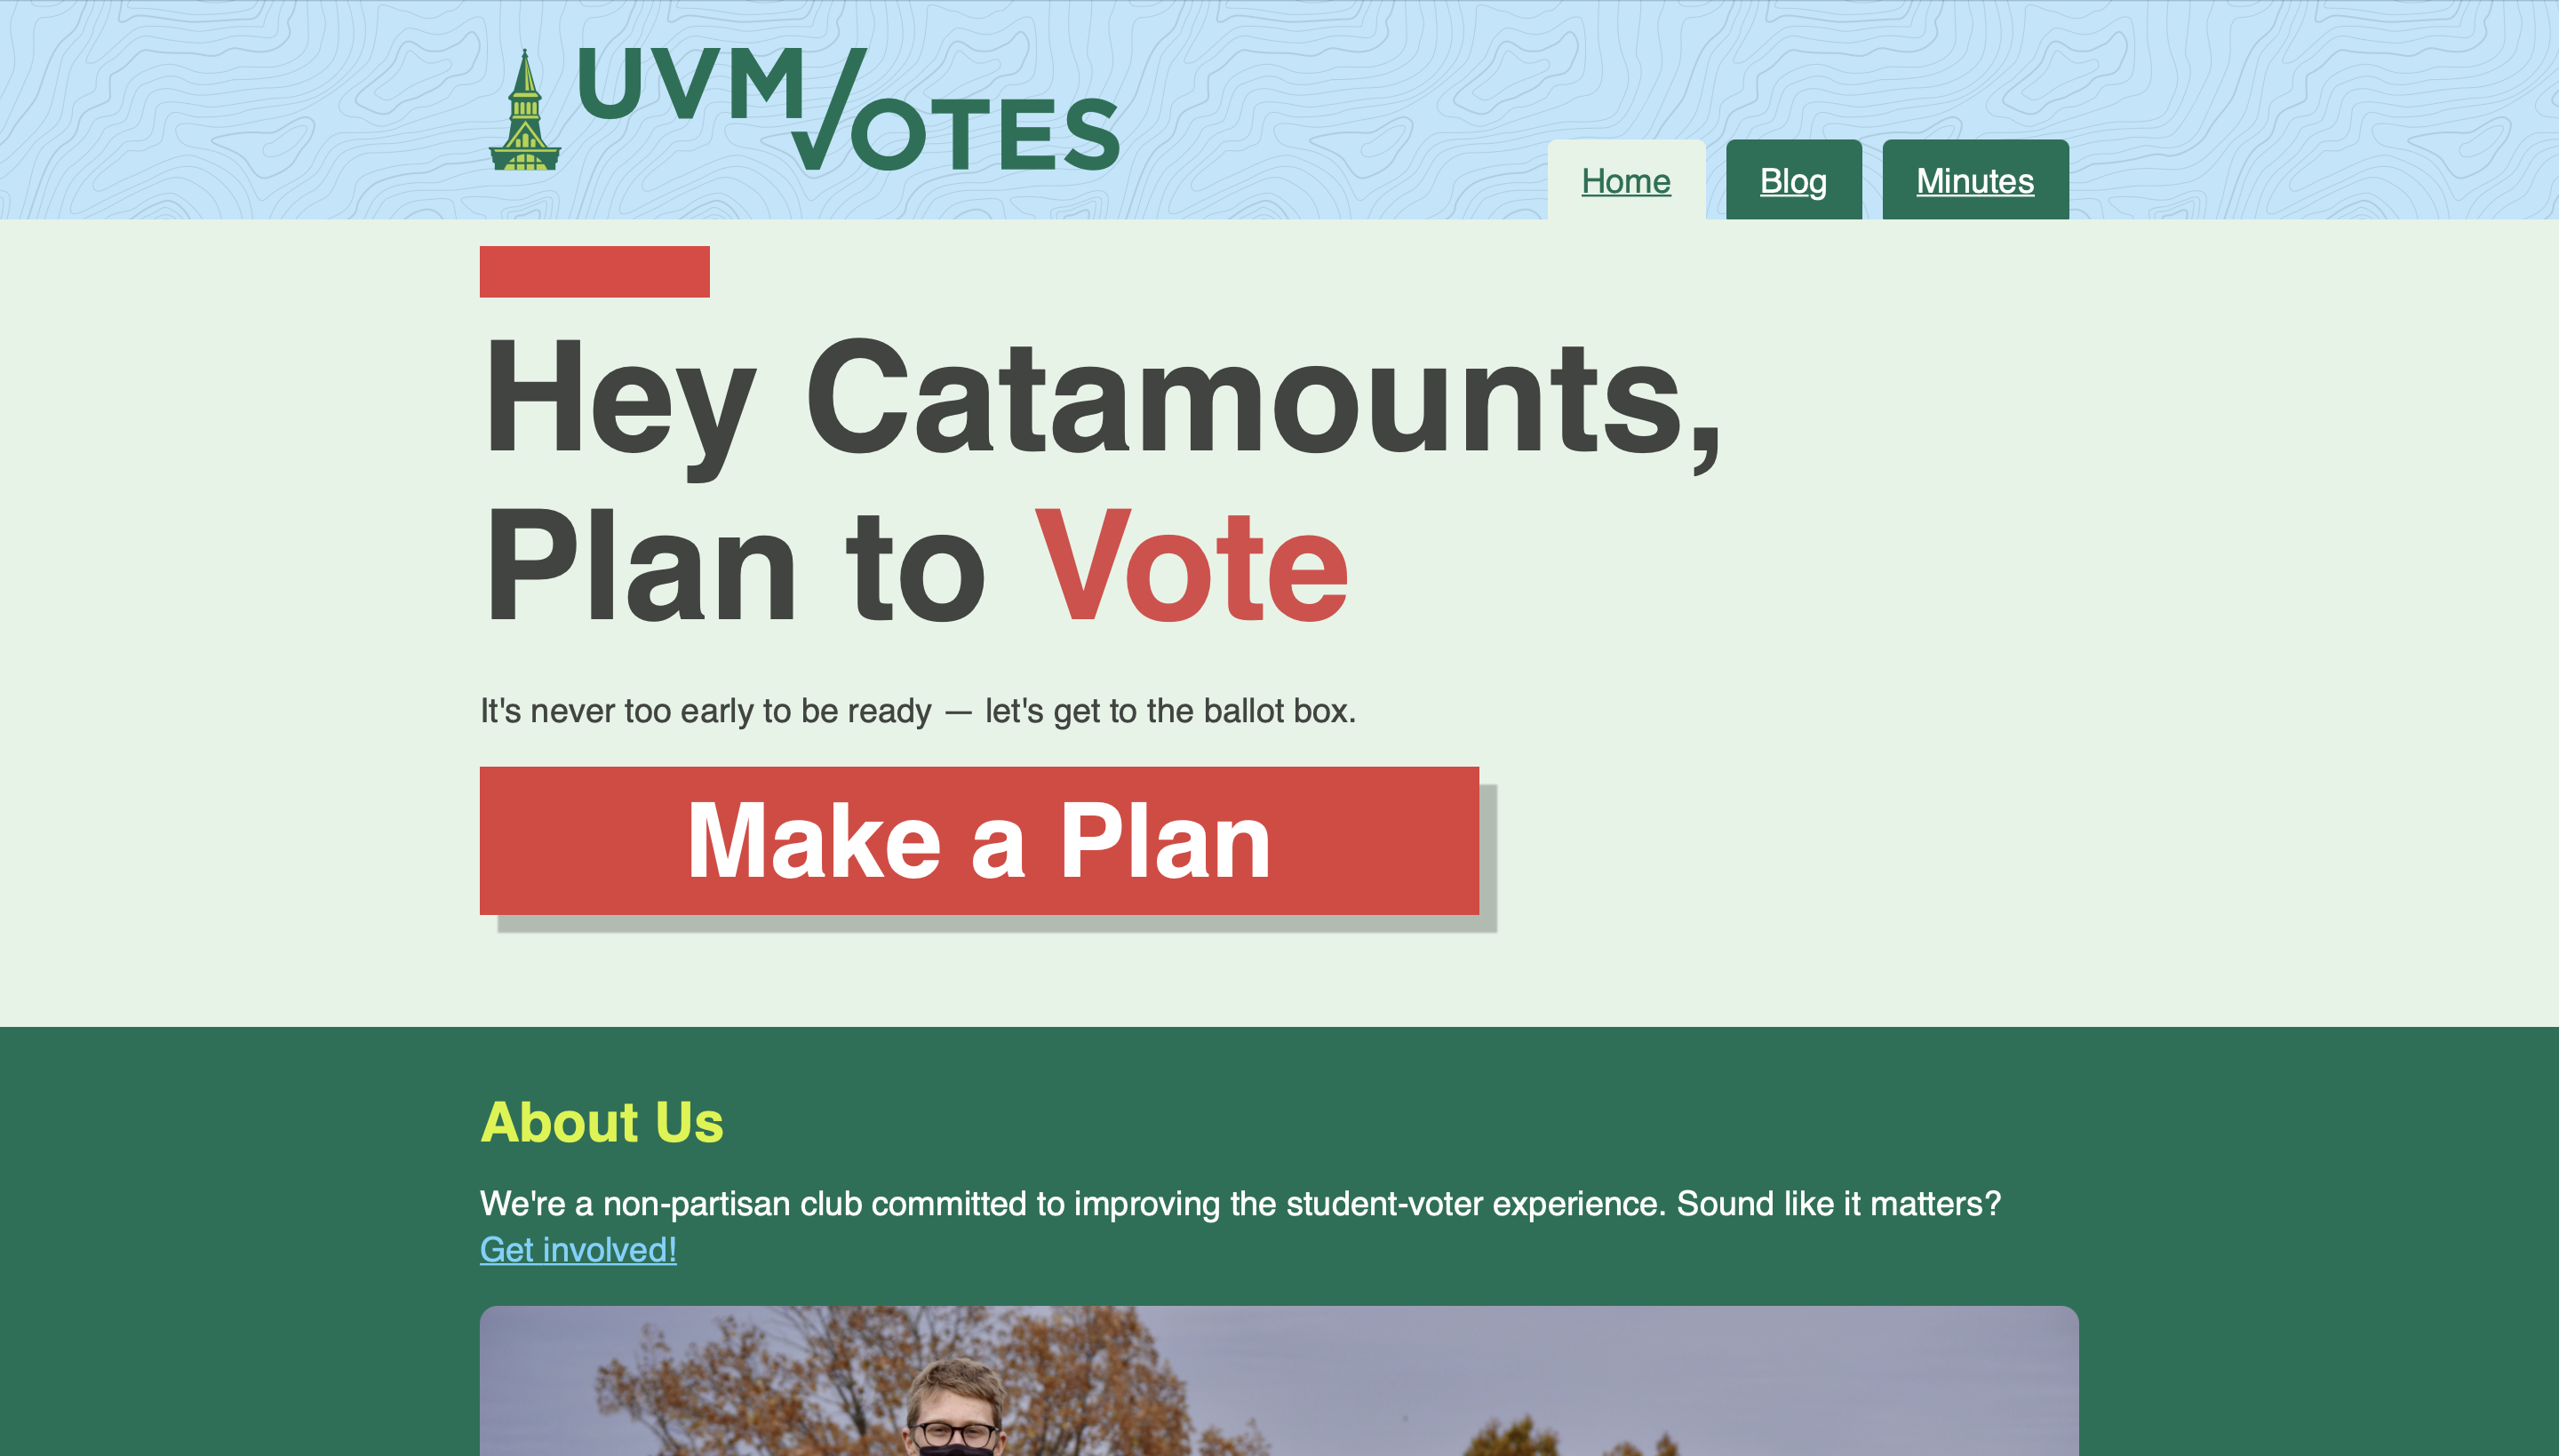 UVM VOTES
Home
Blog
Minutes
Hey Catamounts,
Plan to Vote
It's never too early to be ready — let's get to the ballot box.
Make a Plan
About Us
We're a non-partisan club committed to improving the student-voter experience. Sound like it matters?
Get involved!